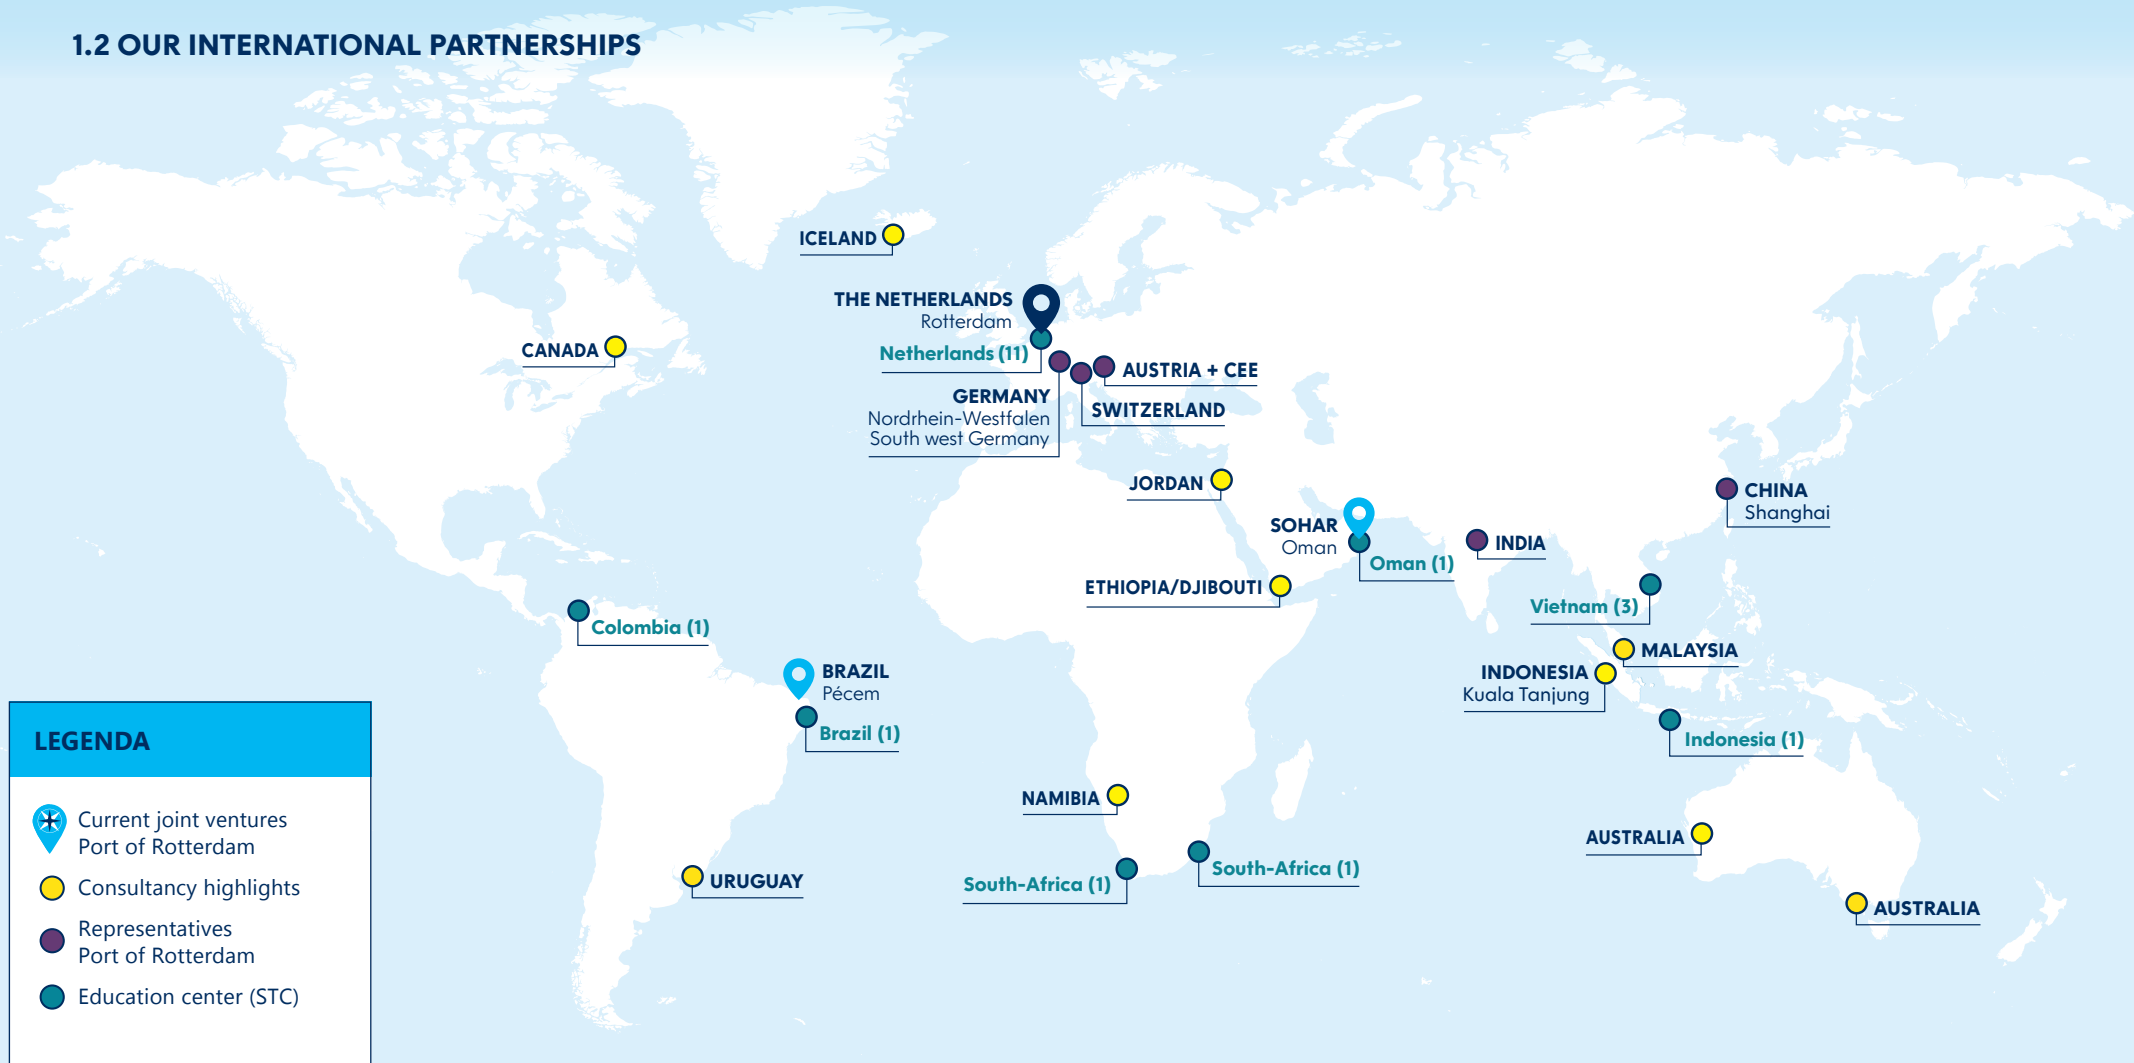 1.2 OUR INTERNATIONAL PARTNERSHIPS
ICELAND
THE NETHERLANDS
Rotterdam
Netherlands (11)
CANADA
AUSTRIA + CEE
GERMANY
Nordrhein-Westfalen
South west Germany
SWITZERLAND
JORDAN
CHINA
Shanghai
SOHAR
Oman
Oman (1)
INDIA
ETHIOPIA/DJIBOUTI
Vietnam (3)
Colombia (1)
MALAYSIA
BRAZIL
Pécem
INDONESIA
Kuala Tanjung
Brazil (1)
Indonesia (1)
NAMIBIA
AUSTRALIA
South-Africa (1)
South-Africa (1)
URUGUAY
AUSTRALIA
LEGENDA
Current joint ventures
Port of Rotterdam
Consultancy highlights
Representatives
Port of Rotterdam
Education center (STC)